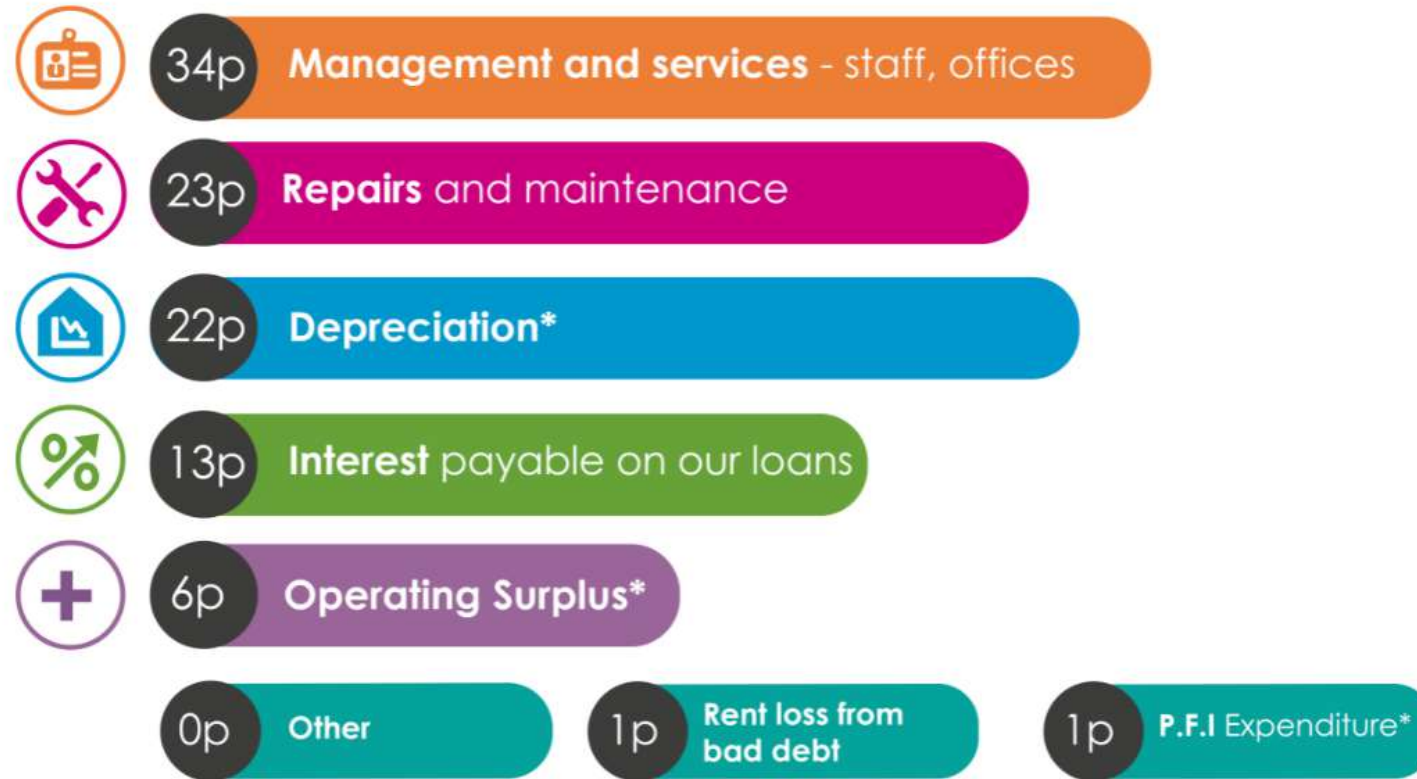 34p Management and services - staff, offices
23p Repairs and maintenance
22p Depreciation*
13p Interest payable on our loans
6p Operating Surplus*
0p Other
1p Rent loss from
bad debt
1p P.F.I Expenditure*